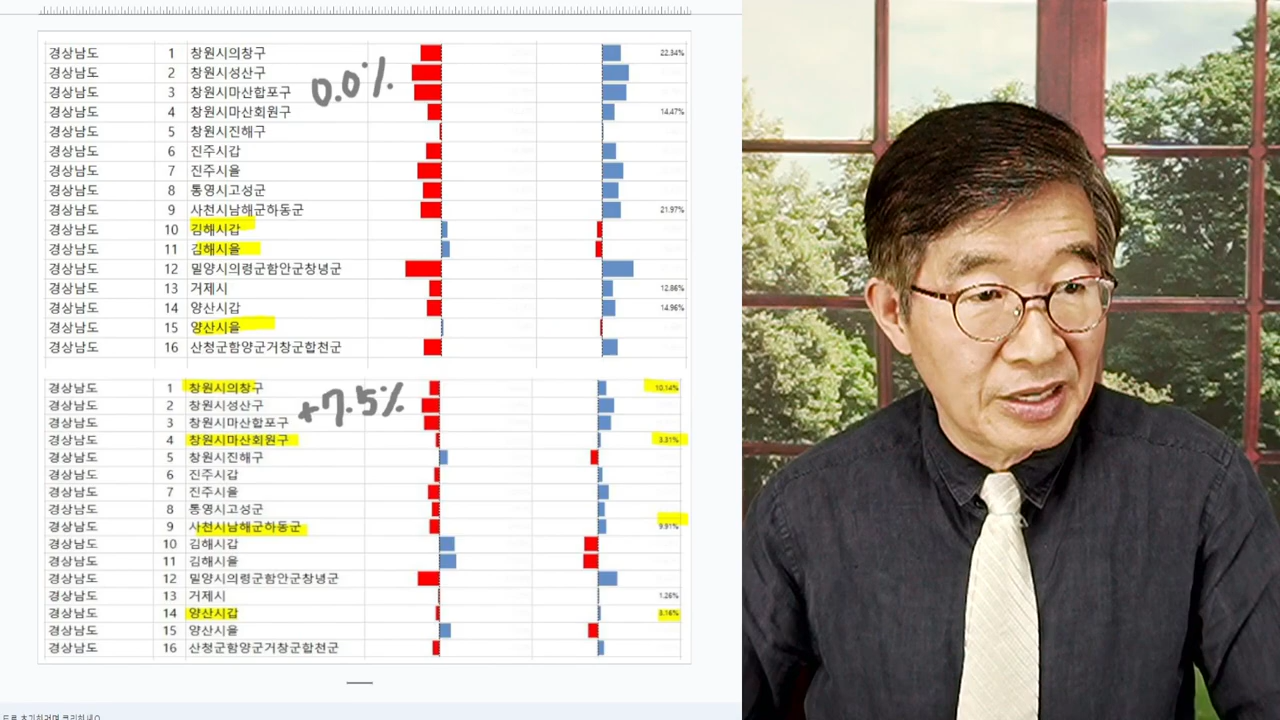 경상남도 1 창원시의창구 22.34%
경상남도 2 창원시성산구
0.0%
경상남도 3 창원시마산합포구
경상남도 4 창원시마산회원구 14.47%
경상남도 5 창원시진해구
경상남도 6 진주시갑
경상남도 7 진주시을
경상남도 8 통영시고성군
경상남도 9 사천시남해군하동군 21.97%
경상남도 10 김해시갑
경상남도 11 김해시을
경상남도 12 밀양시의령군함안군창녕군
경상남도 13 거제시 12.86%
경상남도 14 양산시갑 14.96%
경상남도 15 양산시을
경상남도 16 산청군함양군거창군합천군
경상남도 1 창원시의창구 10.14%
+7.5%
경상남도 2 창원시성산구
경상남도 3 창원시마산합포구
경상남도 4 창원시마산회원구 3.31%
경상남도 5 창원시진해구
경상남도 6 진주시갑
경상남도 7 진주시을
경상남도 8 통영시고성군
경상남도 9 사천시남해군하동군 9.91%
경상남도 10 김해시갑
경상남도 11 김해시을
경상남도 12 밀양시의령군함안군창녕군
경상남도 13 거제시 1.26%
경상남도 14 양산시갑 3.16%
경상남도 15 양산시을
경상남도 16 산청군함양군거창군합천군